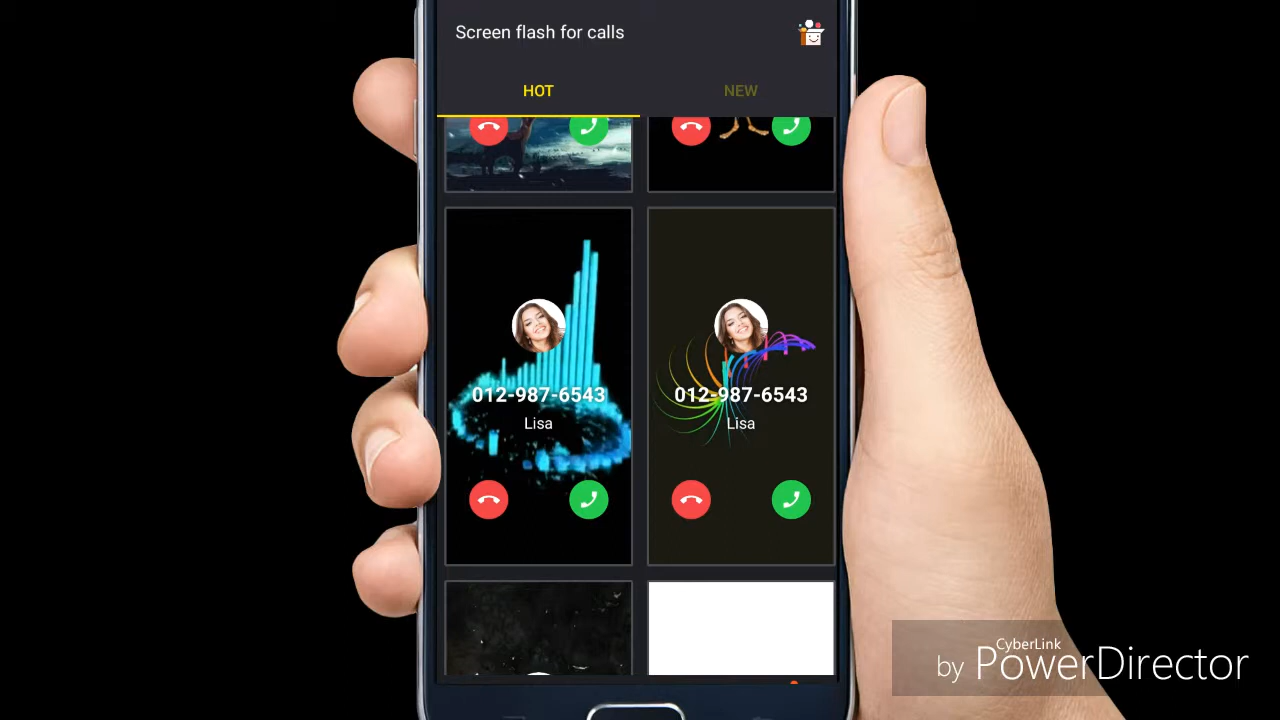 Screen flash for calls
HOT
NEW
012-987-6543
Lisa
012-987-6543
Lisa
CyberLink
by PowerDirector